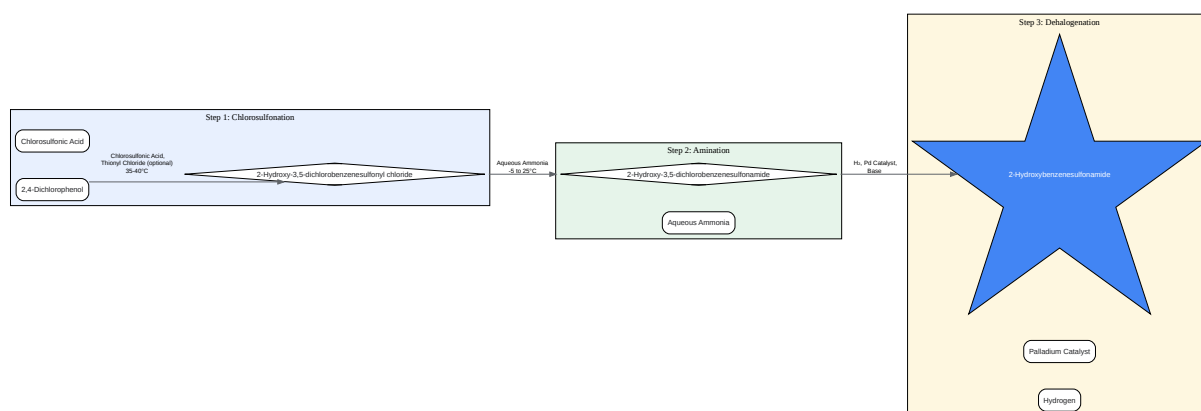 Step 1: Chlorosulfonation
Chlorosulfonic Acid
2,4-Dichlorophenol
Chlorosulfonic Acid,
Thionyl Chloride (optional)
35-40°C
2-Hydroxy-3,5-dichlorobenzenesulfonyl chloride
Aqueous Ammonia
-5 to 25°C
Step 2: Amination
2-Hydroxy-3,5-dichlorobenzenesulfonamide
Aqueous Ammonia
H₂, Pd Catalyst,
Base
Step 3: Dehalogenation
2-Hydroxybenzenesulfonamide
Palladium Catalyst
Hydrogen